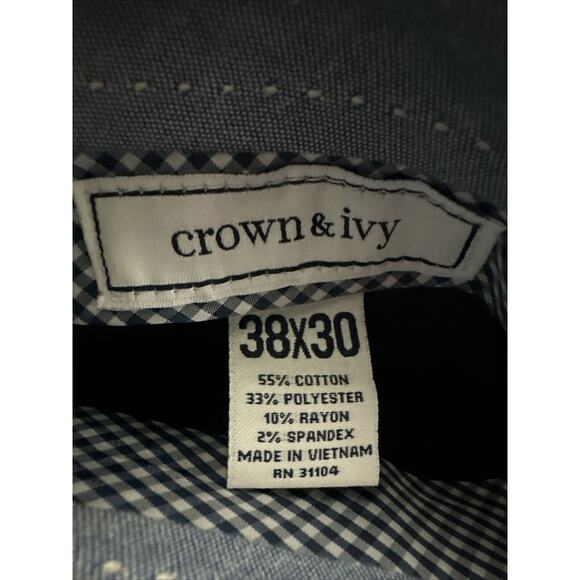 crown & ivy
38X30
55% COTTON
33% POLYESTER
10% RAYON
2% SPANDEX
MADE IN VIETNAM
RN 31104